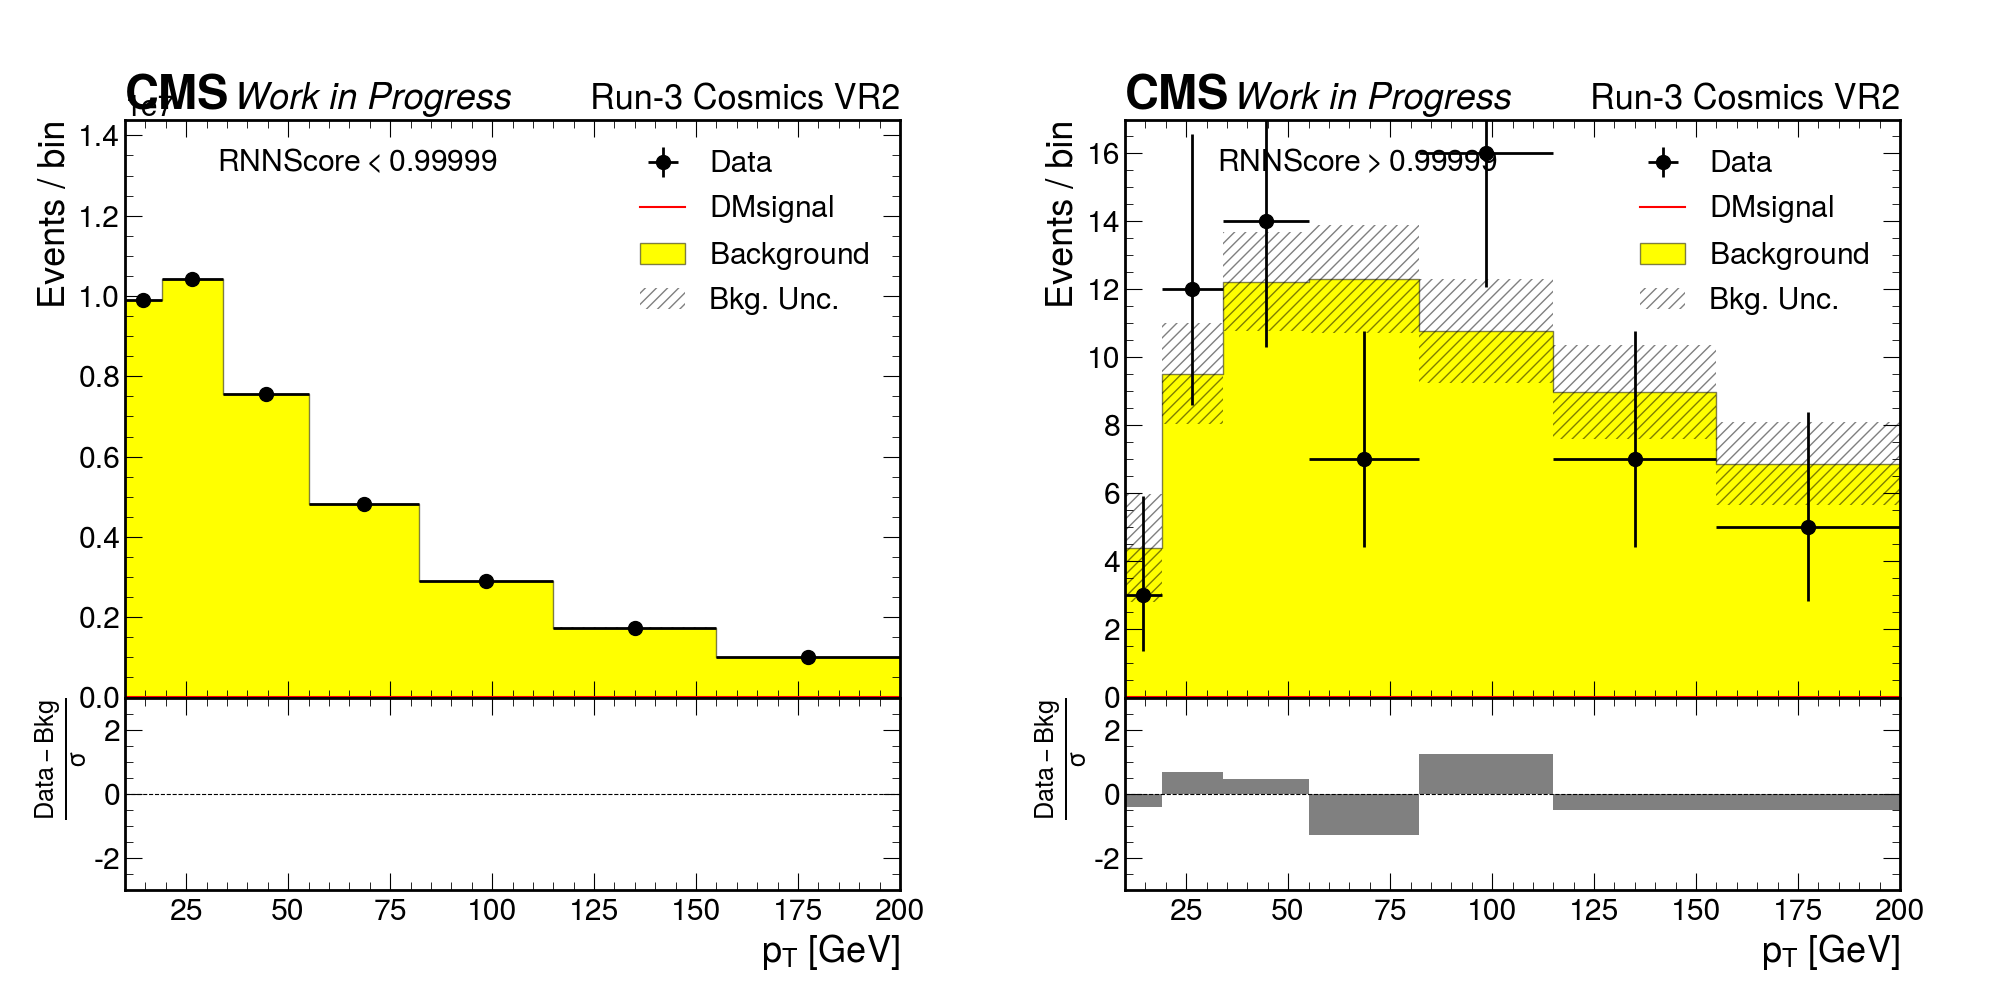 CMS Work in Progress Run-3 Cosmics VR2
1e7
Events / bin
1.4
1.2
1.0
0.8
0.6
0.4
0.2
0.0
RNNScore < 0.99999
Data
DMsignal
Background
Bkg. Unc.
Data – Bkg
σ
2
0
-2
25 50 75 100 125 150 175 200
pT [GeV]
CMS Work in Progress Run-3 Cosmics VR2
Events / bin
16
14
12
10
8
6
4
2
0
RNNScore > 0.99999
Data
DMsignal
Background
Bkg. Unc.
Data – Bkg
σ
2
0
-2
25 50 75 100 125 150 175 200
pT [GeV]